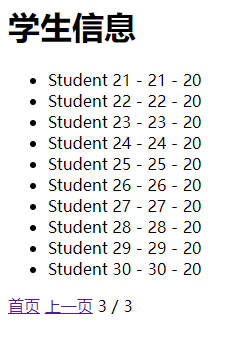 学生信息
Student 21 - 21 - 20
Student 22 - 22 - 20
Student 23 - 23 - 20
Student 24 - 24 - 20
Student 25 - 25 - 20
Student 26 - 26 - 20
Student 27 - 27 - 20
Student 28 - 28 - 20
Student 29 - 29 - 20
Student 30 - 30 - 20
首页 上一页 3 / 3